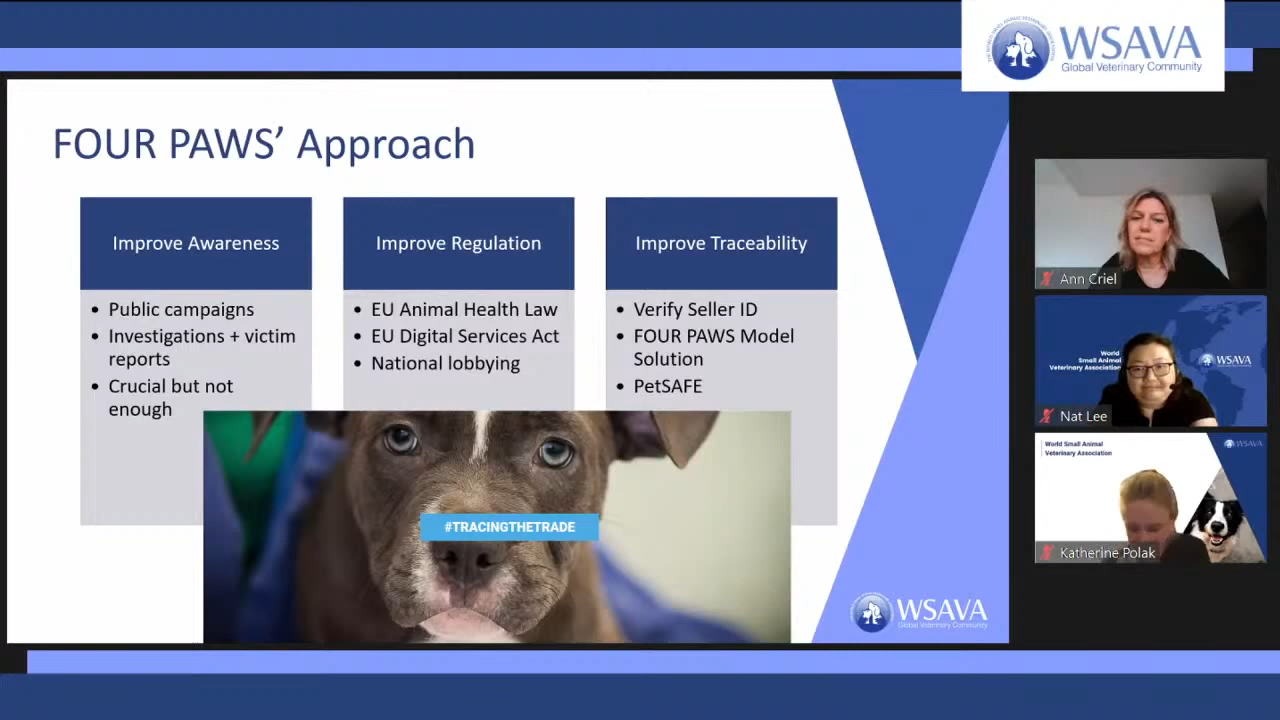 WSAVA
Global Veterinary Community
FOUR PAWS’ Approach
Improve Awareness
• Public campaigns
• Investigations + victim
reports
• Crucial but not
enough
Improve Regulation
• EU Animal Health Law
• EU Digital Services Act
• National lobbying
Improve Traceability
• Verify Seller ID
• FOUR PAWS Model
Solution
• PetSAFE
#TRACINGTHETRADE
WSAVA
Global Veterinary Community
Ann Criel
World
Small Animal
Veterinary Association
WSAVA
Nat Lee
World Small Animal
Veterinary Association
WSAVA
Katherine Polak